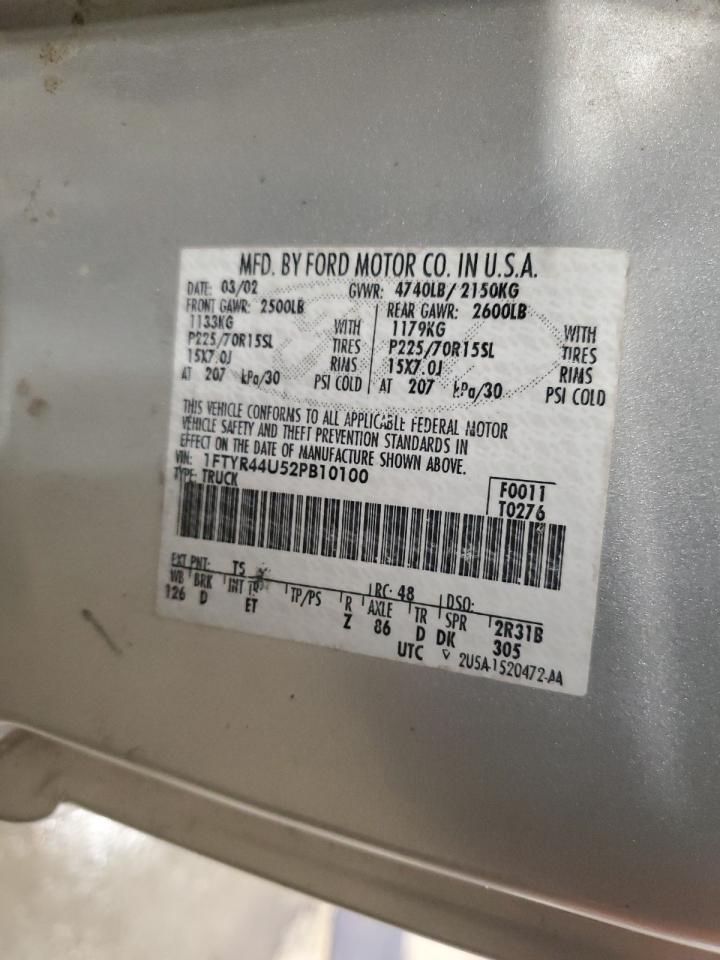 MFD. BY FORD MOTOR CO. IN U.S.A.
DATE: 03/02 GVWR: 4740LB/ 2150KG
FRONT GAWR: 2500LB REAR GAWR: 2600LB
1133KG WITH 1179KG WITH
P225/70R15SL TIRES P225/70R15SL TIRES
15X7.0J RIMS 15X7.0J RIMS
AT 207 kPa/30 PSI COLD AT 207 kPa/30 PSI COLD
THIS VEHICLE CONFORMS TO ALL APPLICABLE FEDERAL MOTOR
VEHICLE SAFETY AND THEFT PREVENTION STANDARDS IN
EFFECT ON THE DATE OF MANUFACTURE SHOWN ABOVE.
VIN: 1FTYR44U52PB10100
TYPE: TRUCK
F0011
T0276
EXT PNT: TS RC: 48 DSO:
WB BRK INT TR TP/PS R AXLE TR SPR 2R31B
126 D ET Z 86 D DK 305
UTC ▽ 2U5A-1520472-AA